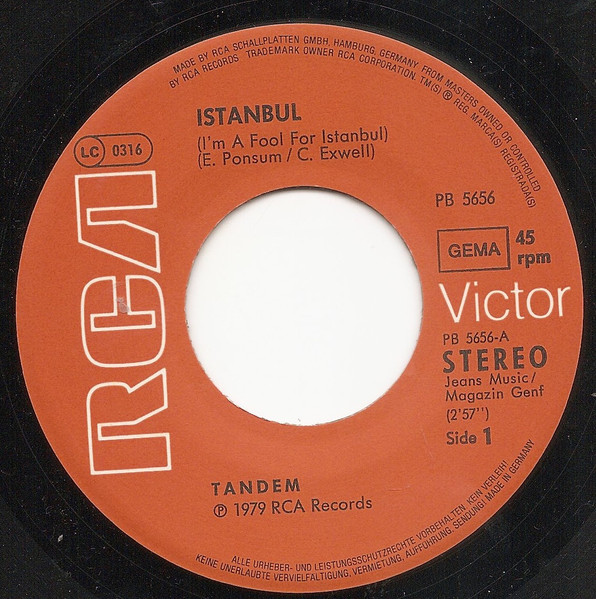 MADE BY RCA SCHALLPLATTEN GMBH, HAMBURG, GERMANY, FROM MASTERS OWNED OR CONTROLLED
BY RCA RECORDS TRADEMARK OWNER RCA CORPORATION. TM(S) ® REG. MARCA(S) REGISTRADA(S)
ISTANBUL
(I'm A Fool For Istanbul)
(E. Ponsum / C. Exwell)
LC 0316
PB 5656
GEMA 45
rpm
RCA
Victor
PB 5656-A
STEREO
Jeans Music/
Magazin Genf
(2'57'')
Side 1
TANDEM
℗ 1979 RCA Records
ALLE URHEBER- UND LEISTUNGSSCHUTZRECHTE VORBEHALTEN. KEIN VERLEIH!
KEINE UNERLAUBTE VERVIELFÄLTIGUNG, VERMIETUNG, AUFFÜHRUNG, SENDUNG! MADE IN GERMANY